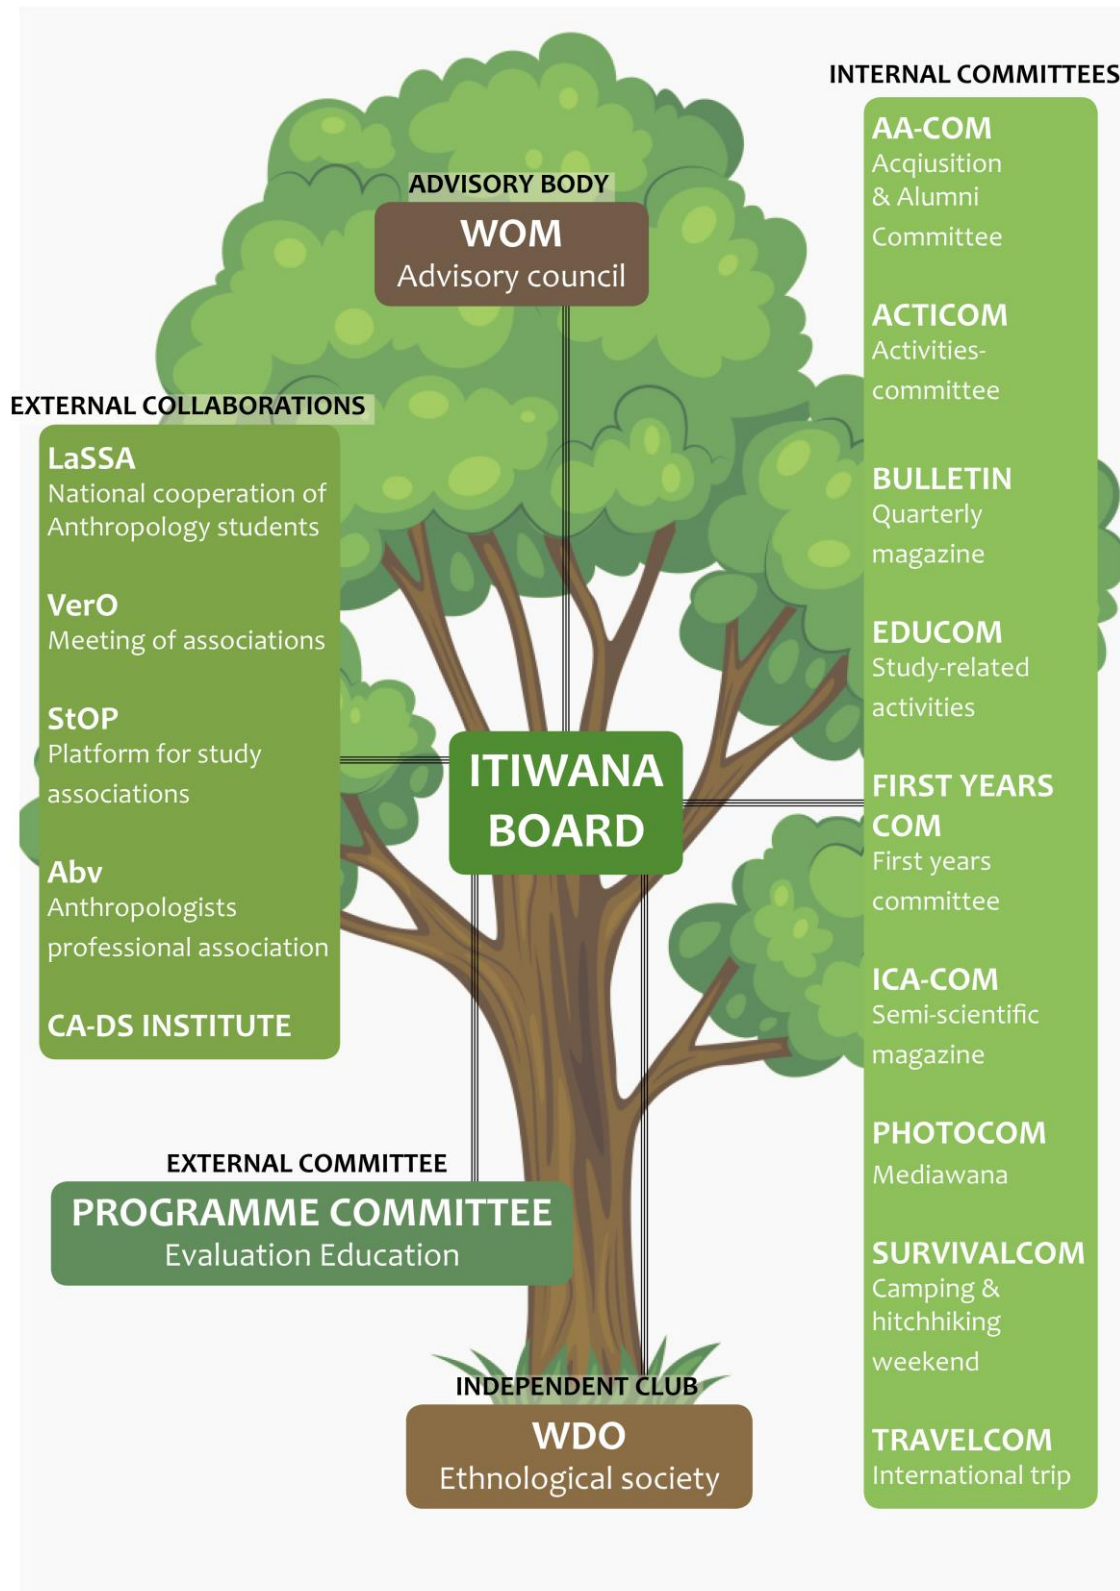 ADVISORY BODY
WOM
Advisory council
EXTERNAL COLLABORATIONS
LaSSA
National cooperation of
Anthropology students
VerO
Meeting of associations
StOP
Platform for study
associations
Abv
Anthropologists
professional association
CA-DS INSTITUTE
ITIWANA
BOARD
EXTERNAL COMMITTEE
PROGRAMME COMMITTEE
Evaluation Education
INDEPENDENT CLUB
WDO
Ethnological society
INTERNAL COMMITTEES
AA-COM
Acqiusition
& Alumni
Committee
ACTICOM
Activities-
committee
BULLETIN
Quarterly
magazine
EDUCOM
Study-related
activities
FIRST YEARS
COM
First years
committee
ICA-COM
Semi-scientific
magazine
PHOTOCOM
Mediawana
SURVIVALCOM
Camping &
hitchhiking
weekend
TRAVELCOM
International trip